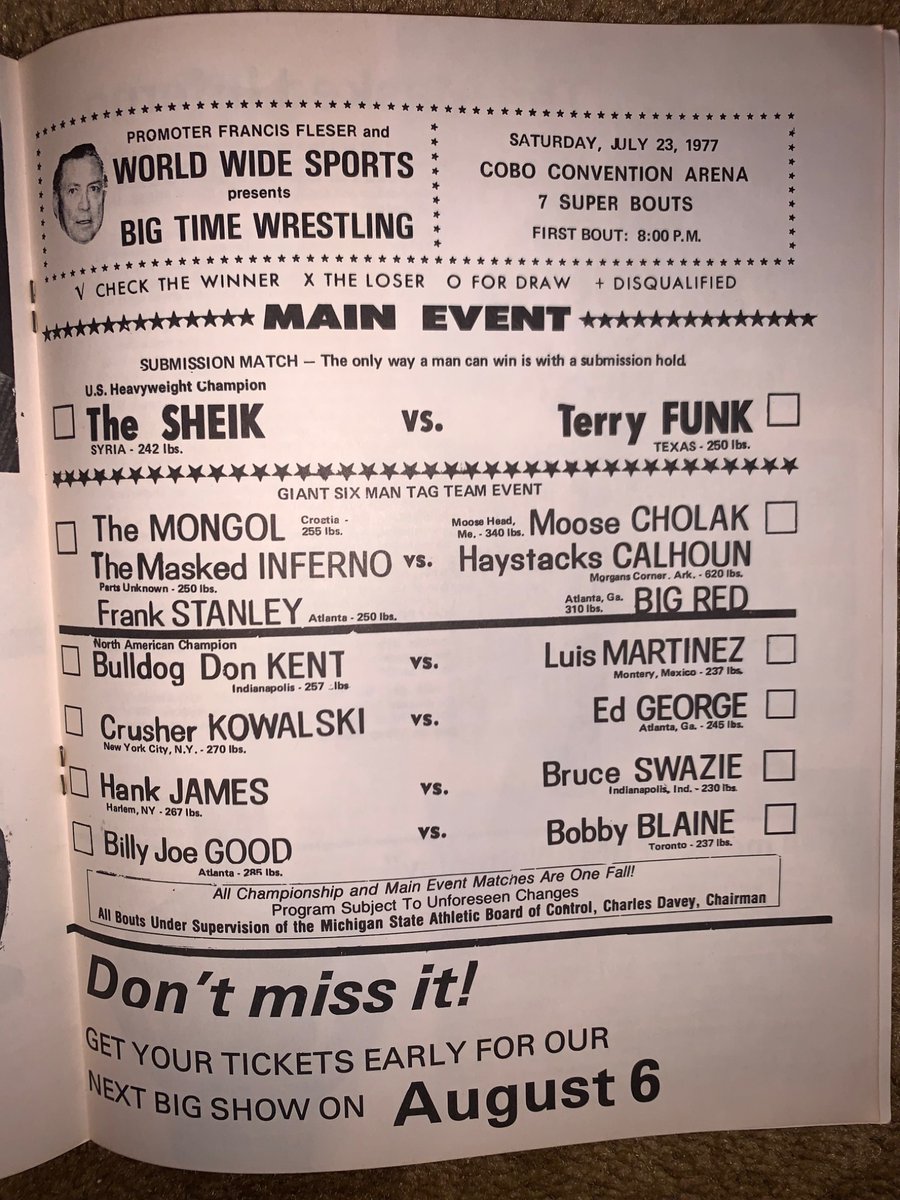 PROMOTER FRANCIS FLESER and
WORLD WIDE SPORTS
presents
BIG TIME WRESTLING
SATURDAY, JULY 23, 1977
COBO CONVENTION ARENA
7 SUPER BOUTS
FIRST BOUT: 8:00 P.M.
√ CHECK THE WINNER X THE LOSER O FOR DRAW + DISQUALIFIED
MAIN EVENT
SUBMISSION MATCH — The only way a man can win is with a submission hold.
U.S. Heavyweight Champion
The SHEIK vs. Terry FUNK
SYRIA - 242 lbs. TEXAS - 250 lbs.
GIANT SIX MAN TAG TEAM EVENT
The MONGOL Croatia - 255 lbs. Moose Head, Me. - 340 lbs. Moose CHOLAK
The Masked INFERNO vs. Haystacks CALHOUN
Parts Unknown - 250 lbs. Morgans Corner. Ark. - 620 lbs.
Frank STANLEY Atlanta - 250 lbs. Atlanta, Ga. 310 lbs. BIG RED
North American Champion
Bulldog Don KENT vs. Luis MARTINEZ
Indianapolis - 257 lbs Montery, Mexico - 237 lbs.
Crusher KOWALSKI vs. Ed GEORGE
New York City, N.Y. - 270 lbs. Atlanta, Ga. - 245 lbs.
Hank JAMES vs. Bruce SWAZIE
Harlem, NY - 267 lbs. Indianapolis, Ind. - 230 lbs.
Billy Joe GOOD vs. Bobby BLAINE
Atlanta - 285 lbs. Toronto - 237 lbs.
All Championship and Main Event Matches Are One Fall!
Program Subject To Unforeseen Changes
All Bouts Under Supervision of the Michigan State Athletic Board of Control, Charles Davey, Chairman
Don't miss it!
GET YOUR TICKETS EARLY FOR OUR
NEXT BIG SHOW ON August 6